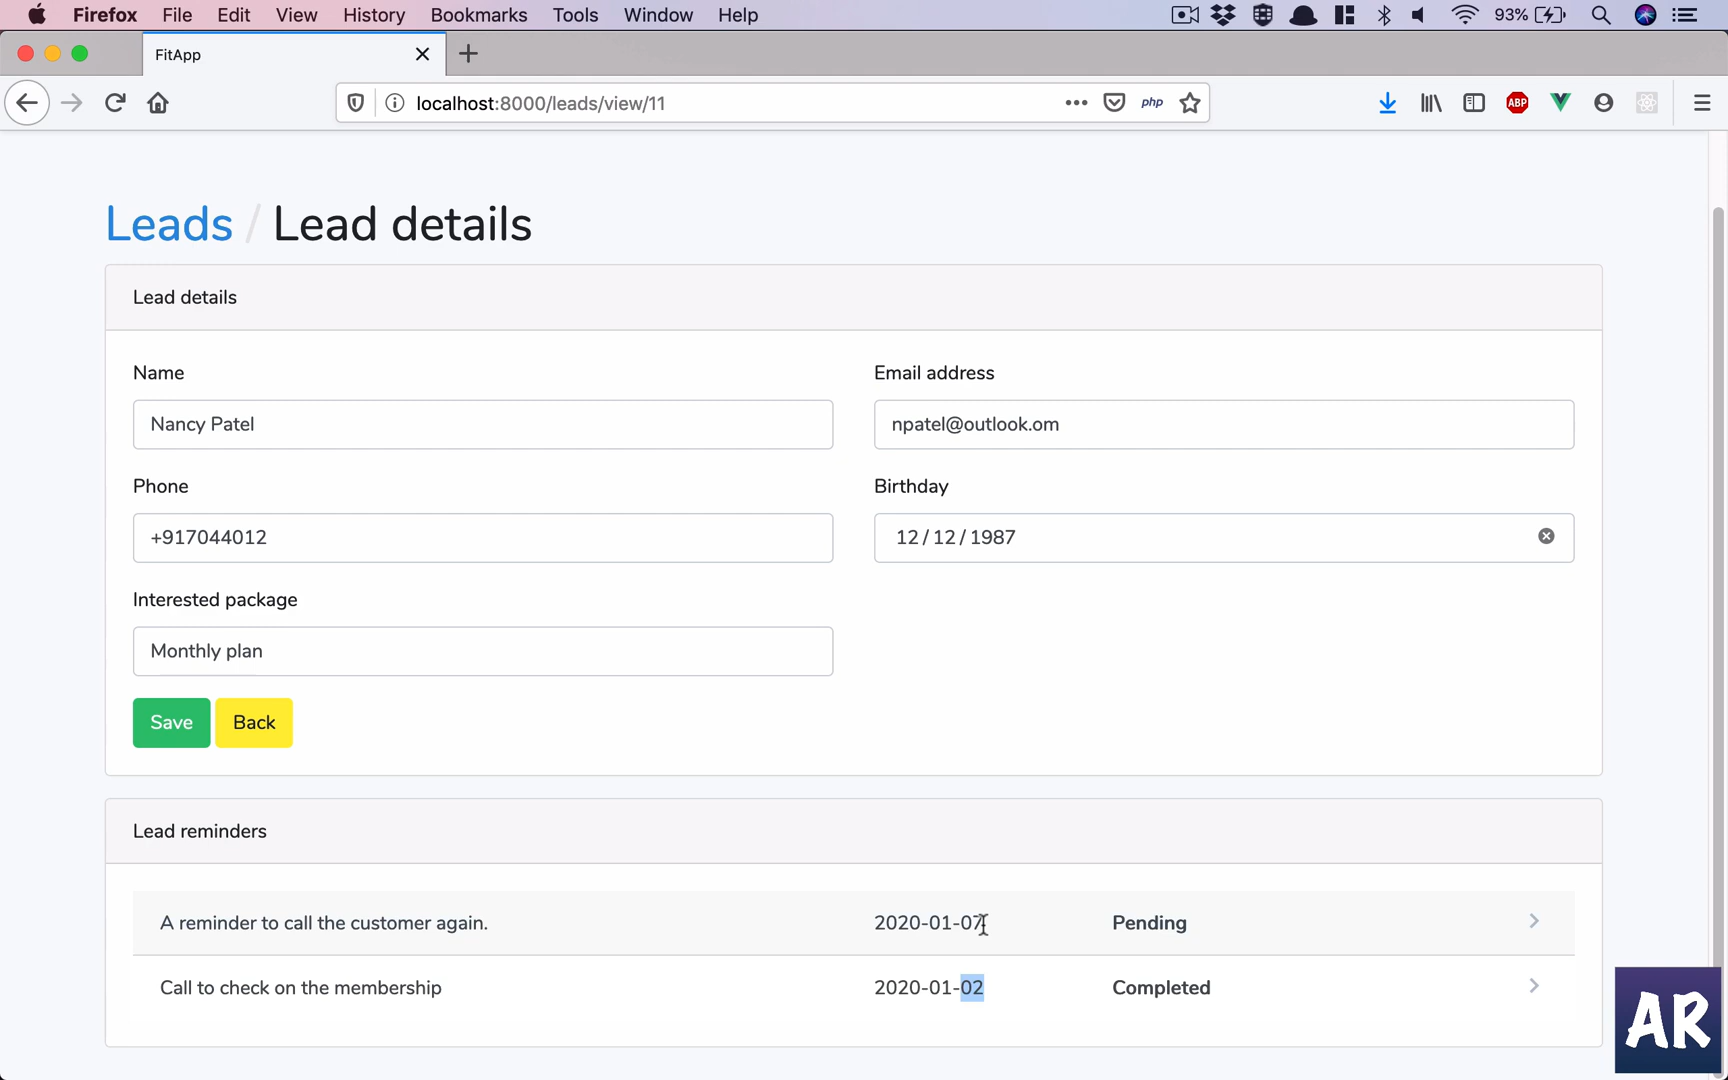 Firefox File Edit View History Bookmarks Tools Window Help 93%
FitApp
localhost:8000/leads/view/11 php ABP
Leads / Lead details
Lead details
Name Email address
Nancy Patel npatel@outlook.om
Phone Birthday
+917044012 12 / 12 / 1987
Interested package
Monthly plan
Save Back
Lead reminders
A reminder to call the customer again. 2020-01-07 Pending
Call to check on the membership 2020-01-02 Completed
AR